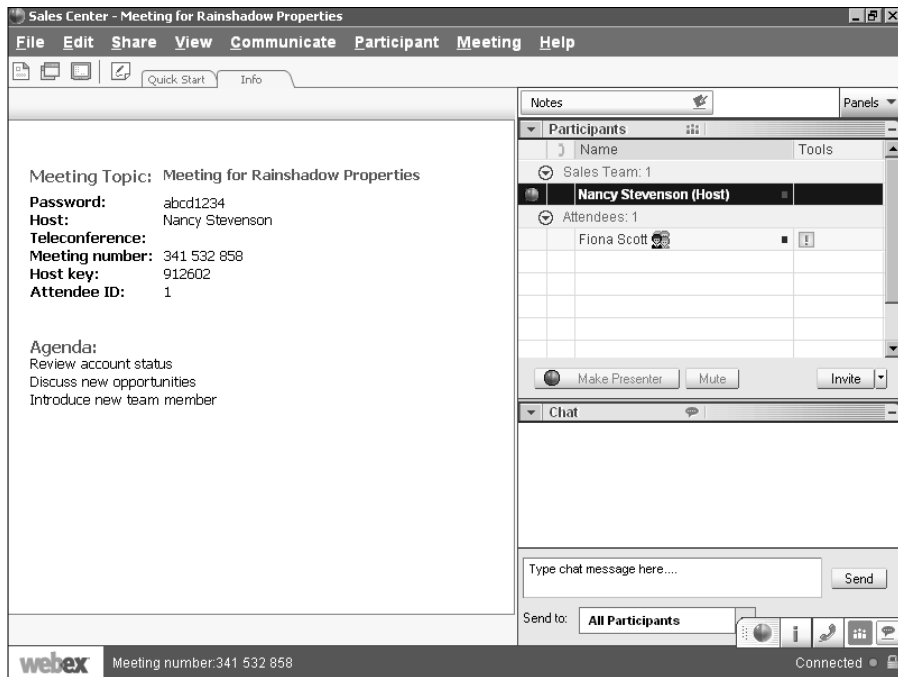 Sales Center - Meeting for Rainshadow Properties
File Edit Share View Communicate Participant Meeting Help
Quick Start Info
Notes Panels
Participants
Name Tools
Meeting Topic: Meeting for Rainshadow Properties
Password: abcd1234
Host: Nancy Stevenson
Teleconference:
Meeting number: 341 532 858
Host key: 912602
Attendee ID: 1
Agenda:
Review account status
Discuss new opportunities
Introduce new team member
Sales Team: 1
Nancy Stevenson (Host)
Attendees: 1
Fiona Scott
Make Presenter Mute Invite
Chat
Type chat message here....
Send
Send to: All Participants
webex Meeting number:341 532 858 Connected